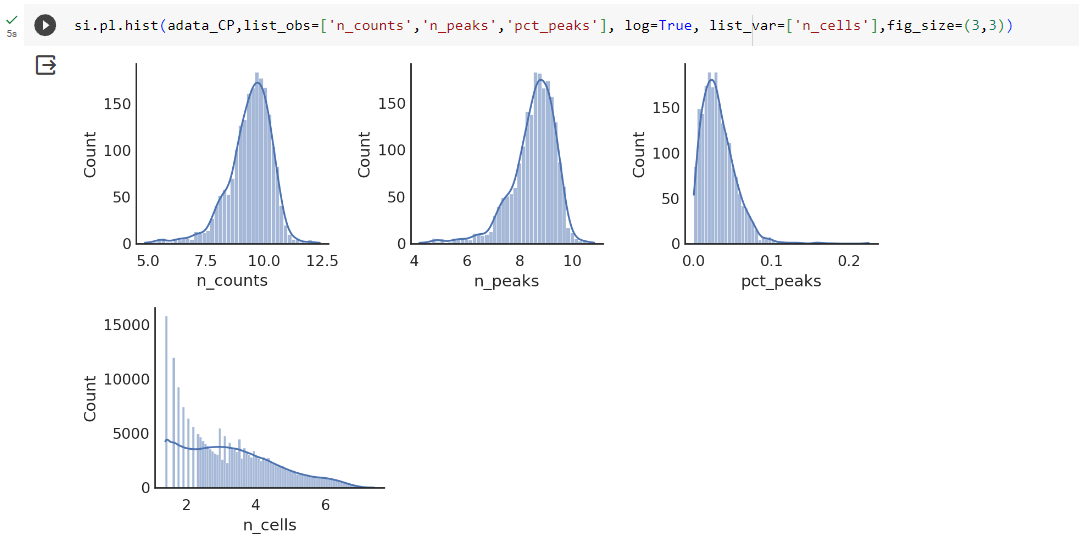 si.pl.hist(adata_CP,list_obs=['n_counts','n_peaks','pct_peaks'], log=True, list_var=['n_cells'],fig_size=(3,3))
5s
150
100
50
0
Count
5.0 7.5 10.0 12.5
n_counts
150
100
50
0
Count
4 6 8 10
n_peaks
150
100
50
0
Count
0.0 0.1 0.2
pct_peaks
15000
10000
5000
0
Count
2 4 6
n_cells